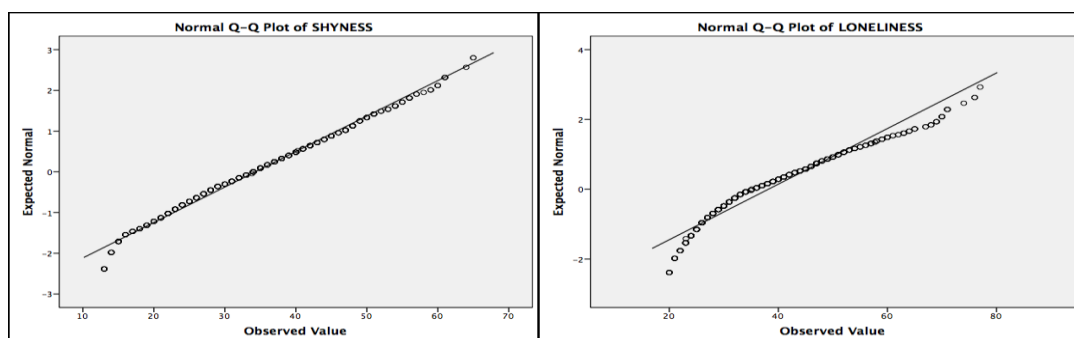 Normal Q-Q Plot of SHYNESS
3
2
1
0
-1
-2
-3
Expected Normal
10 20 30 40 50 60 70
Observed Value
Normal Q-Q Plot of LONELINESS
4
2
0
-2
Expected Normal
20 40 60 80
Observed Value